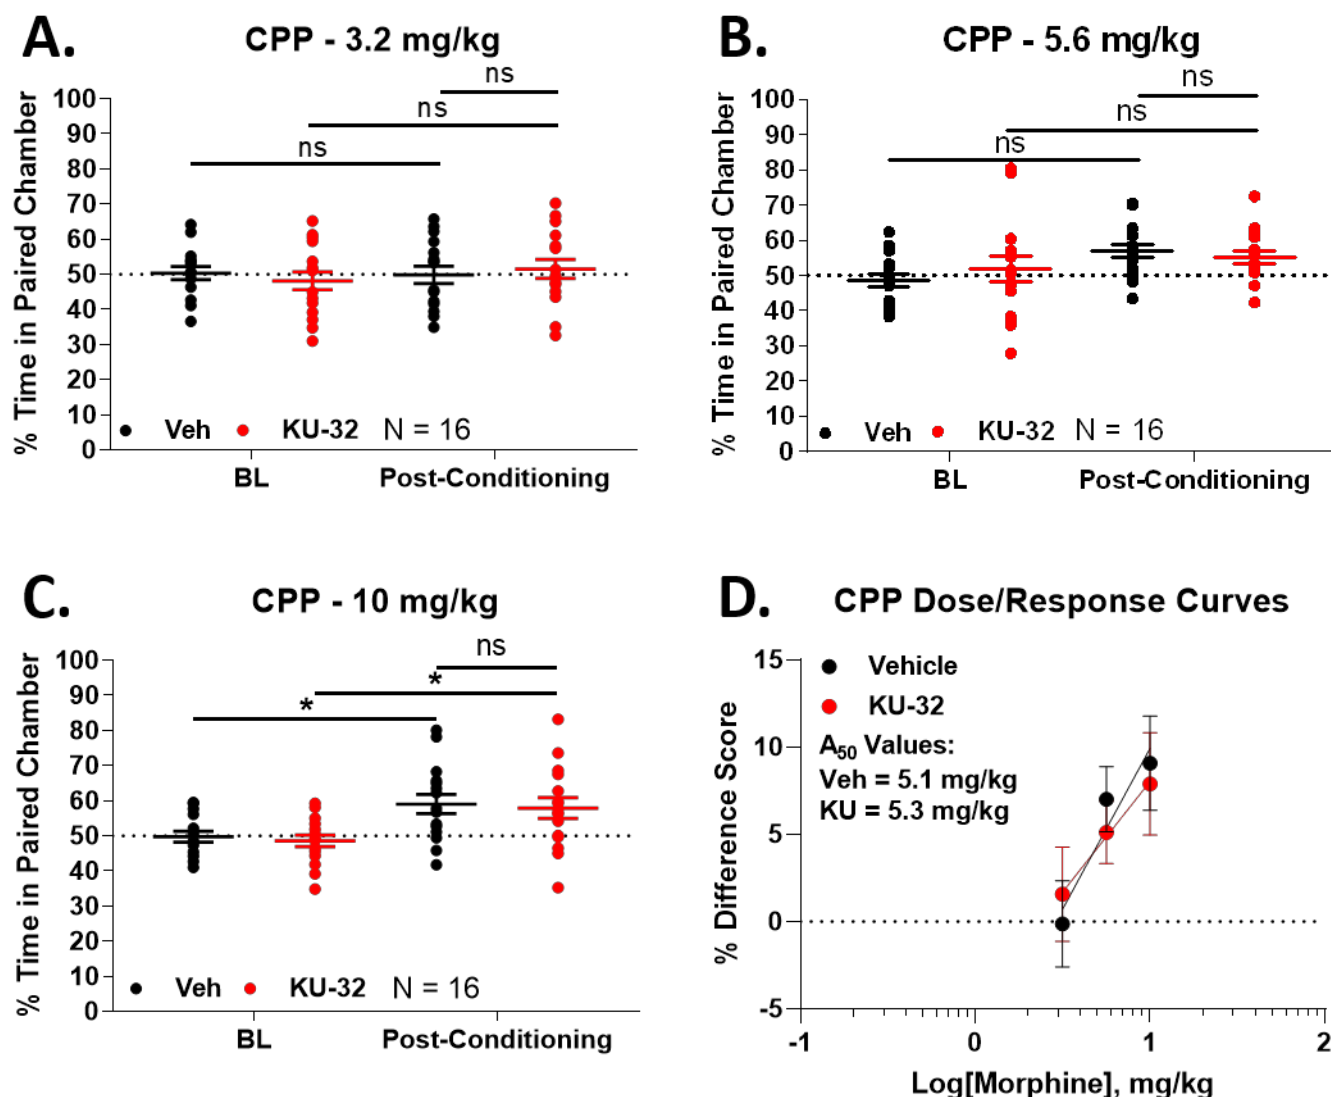 A.
CPP - 3.2 mg/kg
ns
ns
ns
% Time in Paired Chamber
100
90
80
70
60
50
40
30
20
10
0
Veh
KU-32
N = 16
BL
Post-Conditioning
B.
CPP - 5.6 mg/kg
ns
ns
ns
% Time in Paired Chamber
100
90
80
70
60
50
40
30
20
10
0
Veh
KU-32
N = 16
BL
Post-Conditioning
C.
CPP - 10 mg/kg
ns
*
*
% Time in Paired Chamber
100
90
80
70
60
50
40
30
20
10
0
Veh
KU-32
N = 16
BL
Post-Conditioning
D.
CPP Dose/Response Curves
Vehicle
KU-32
A50 Values:
Veh = 5.1 mg/kg
KU = 5.3 mg/kg
% Difference Score
15
10
5
0
-5
-1
0
1
2
Log[Morphine], mg/kg